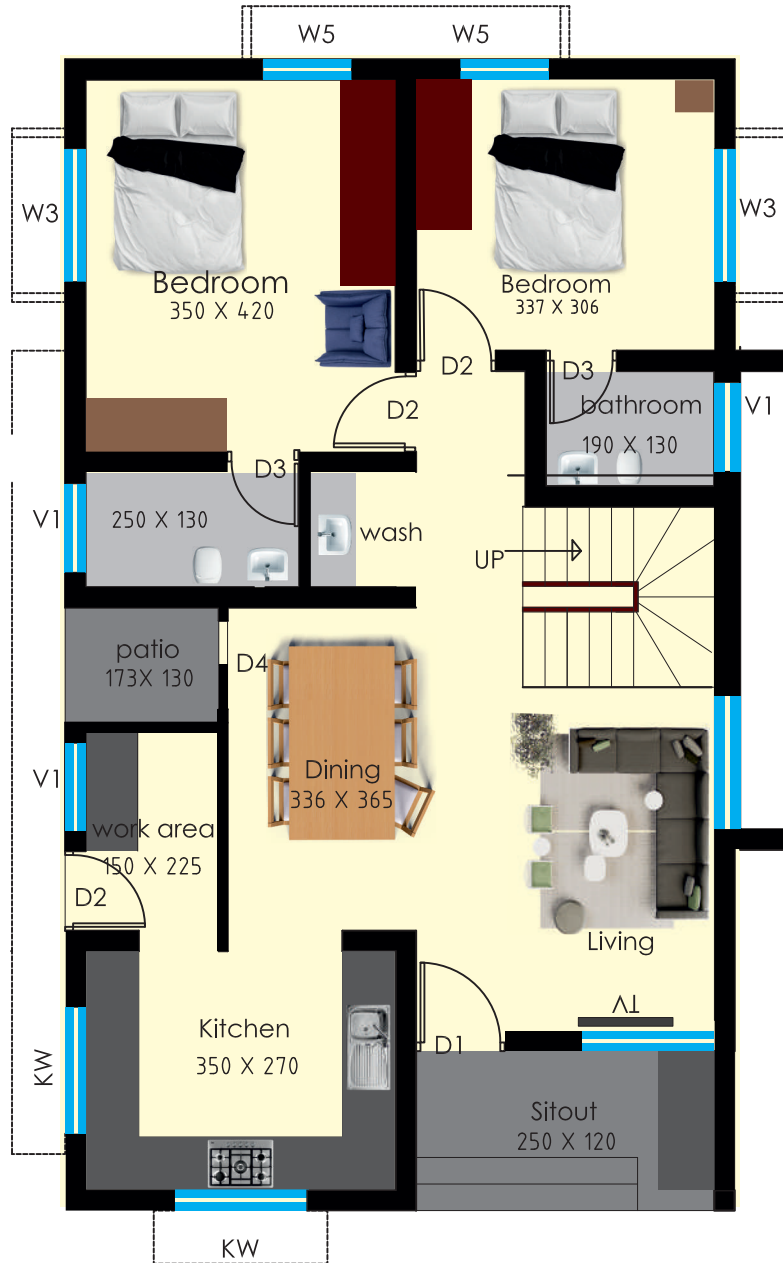 W5
W5
W3
W3
Bedroom
350 X 420
Bedroom
337 X 306
D2
D3
D2
bathroom
190 X 130
V1
D3
V1
250 X 130
wash
UP
patio
173X 130
D4
V1
Dining
336 X 365
work area
150 X 225
D2
Living
TV
Kitchen
350 X 270
D1
KW
Sitout
250 X 120
KW